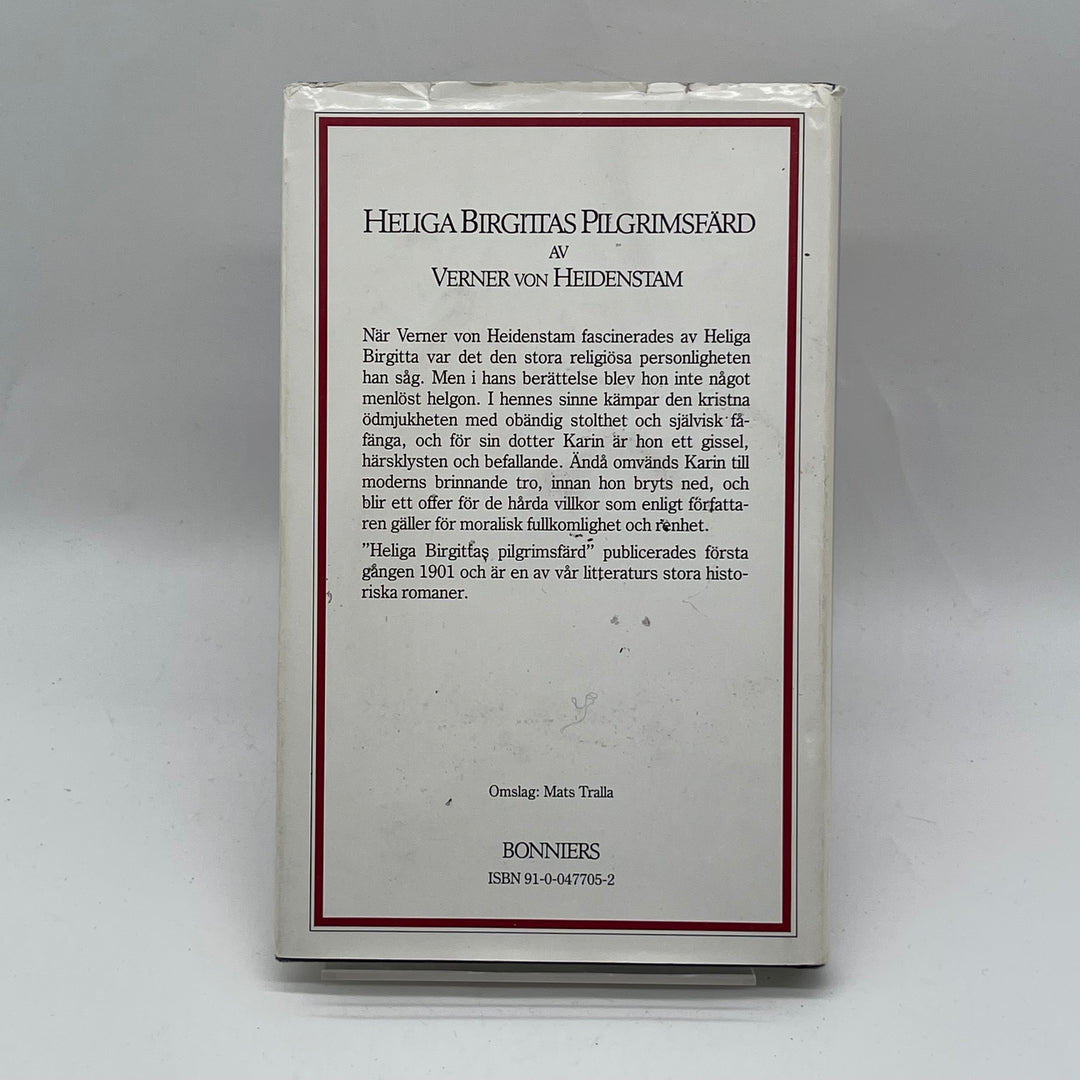 HELIGA BIRGITTAS PILGRIMSFÄRD
AV
VERNER VON HEIDENSTAM
När Verner von Heidenstam fascinerades av Heliga
Birgitta var det den stora religiösa personligheten
han såg. Men i hans berättelse blev hon inte något
menlöst helgon. I hennes sinne kämpar den kristna
ödmjukheten med obändig stolthet och självisk få-
fänga, och för sin dotter Karin är hon ett gissel,
härsklysten och befallande. Ändå omvänds Karin till
moderns brinnande tro, innan hon bryts ned, och
blir ett offer för de hårda villkor som enligt författa-
ren gäller för moralisk fullkomlighet och renhet.
”Heliga Birgittas pilgrimsfärd” publicerades första
gången 1901 och är en av vår litteraturs stora histo-
riska romaner.
Omslag: Mats Tralla
BONNIERS
ISBN 91-0-047705-2